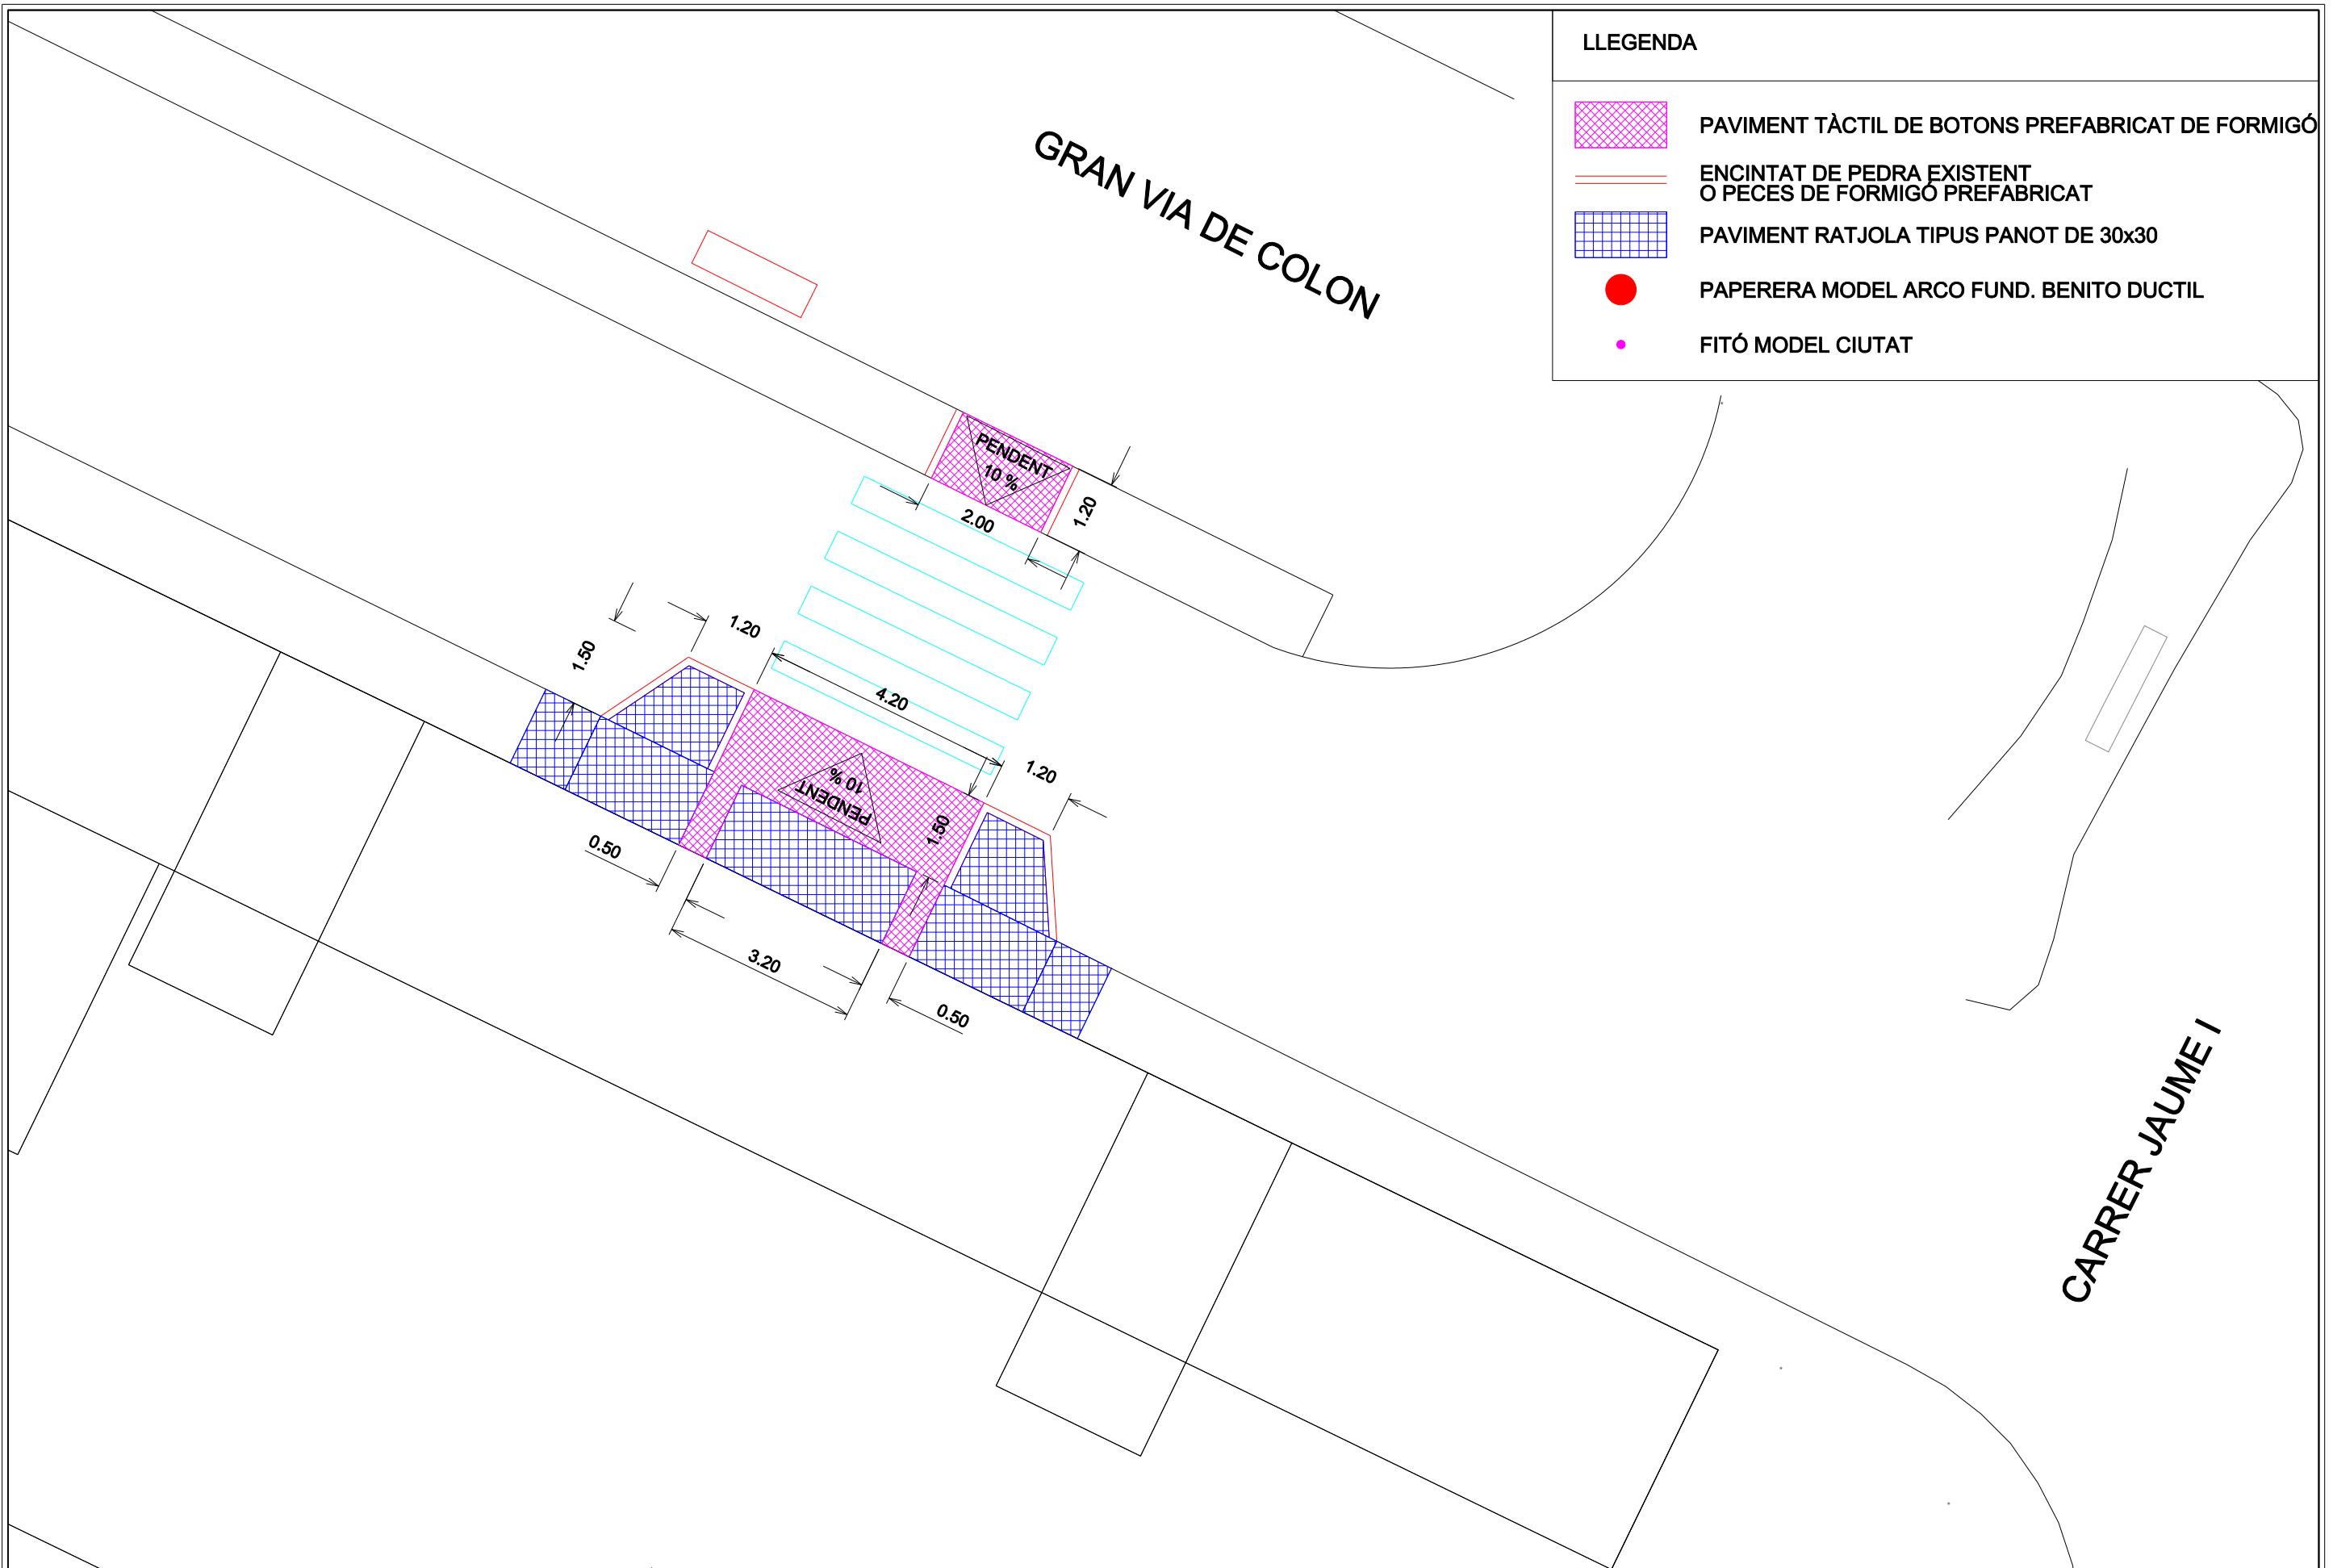 LLEGENDA
PAVIMENT TÀCTIL DE BOTONS PREFABRICAT DE FORMIGÓ
ENCINTAT DE PEDRA EXISTENT
O PECES DE FORMIGÓ PREFABRICAT
PAVIMENT RATJOLA TIPUS PANOT DE 30x30
PAPERERA MODEL ARCO FUND. BENITO DUCTIL
FITÓ MODEL CIUTAT
GRAN VIA DE COLON
PENDENT
10 %
2.00
1.20
1.20
1.50
4.20
1.20
PENDENT
10 %
1.50
0.50
3.20
0.50
CARRER JAUME I